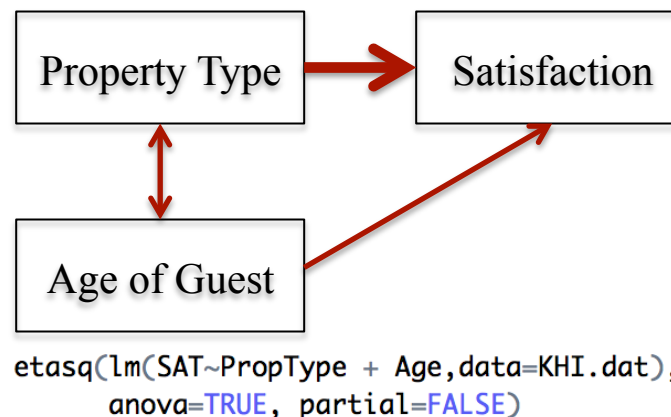 Property Type
Satisfaction
Age of Guest
etasq(lm(SAT~PropType + Age,data=KHI.dat),
anova=TRUE, partial=FALSE)